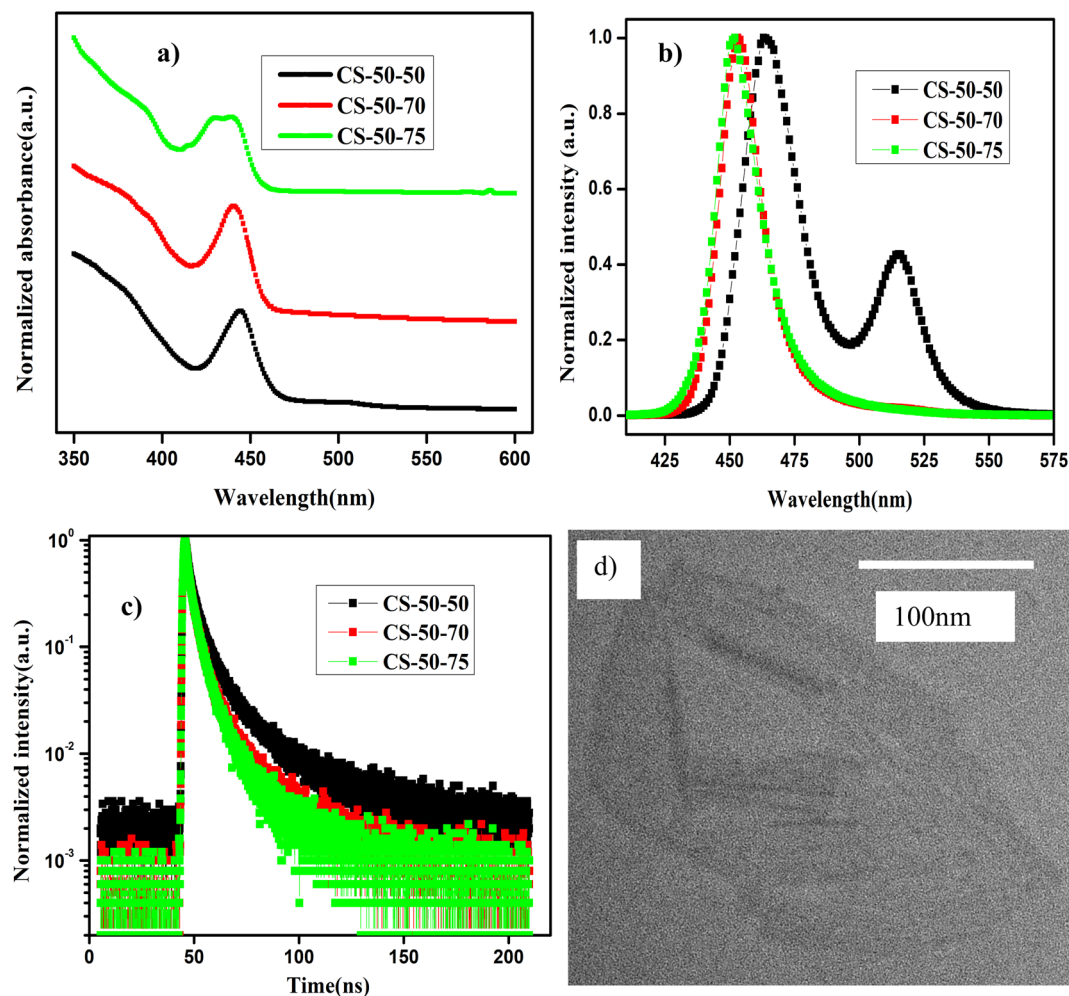 a)
CS-50-50
CS-50-70
CS-50-75
Normalized absorbance(a.u.)
350 400 450 500 550 600
Wavelength(nm)
b)
CS-50-50
CS-50-70
CS-50-75
Normalized intensity (a.u.)
1.0
0.8
0.6
0.4
0.2
0.0
425 450 475 500 525 550 575
Wavelength(nm)
c)
CS-50-50
CS-50-70
CS-50-75
Normalized intensity(a.u.)
10⁰
10⁻¹
10⁻²
10⁻³
0 50 100 150 200
Time(ns)
d)
100nm